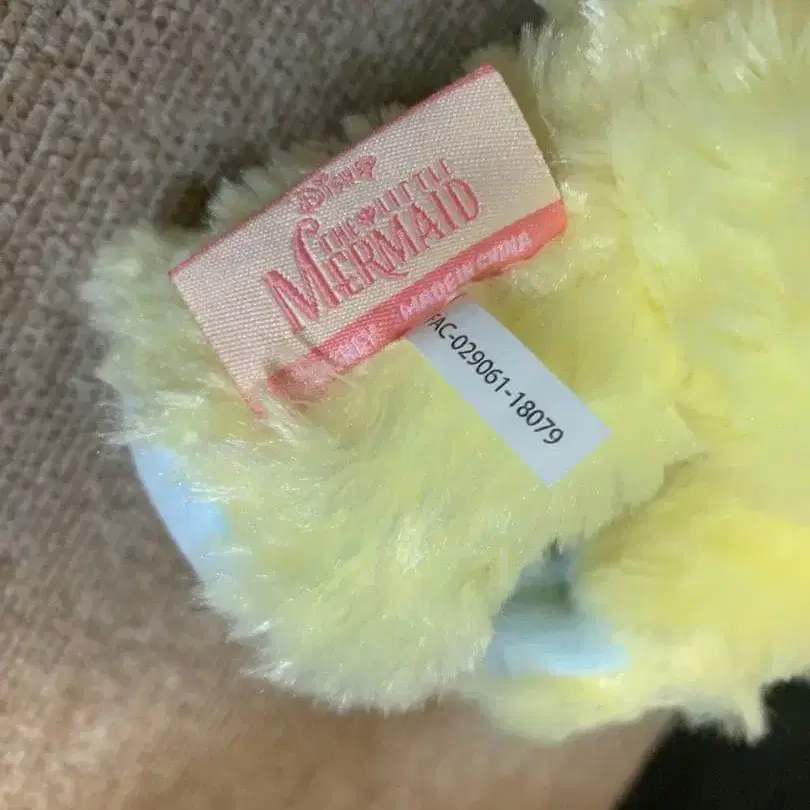 Disney
THE LITTLE
MERMAID
MADE IN CHINA
FAC-029061-18079